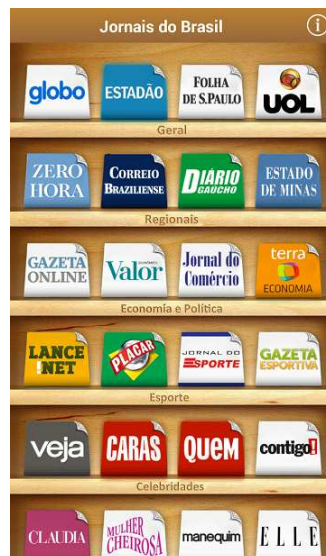 Jornais do Brasil
i
globo
ESTADÃO
FOLHA
DE S.PAULO
UOL
Geral
ZERO
HORA
CORREIO
BRAZILIENSE
DIÁRIO
GAÚCHO
ESTADO
DE MINAS
Regionais
GAZETA
ONLINE
Valor
Jornal do
Comércio
terra
ECONOMIA
Economia e Política
LANCE
!NET
PLACAR
JORNAL DO
ESPORTE
GAZETA
ESPORTIVA
Esporte
veja
CARAS
QUEM
contigo!
Celebridades
CLAUDIA
MULHER
CHEIROSA
manequim
ELLE